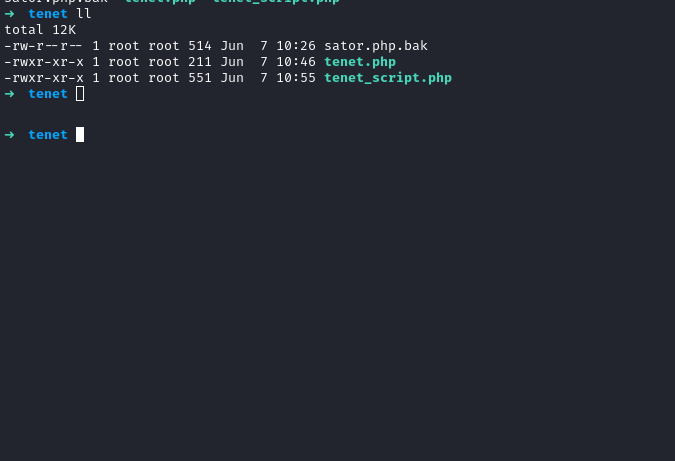 sator.php.bak tenet.php tenet_script.php
➜ tenet ll
total 12K
-rw-r--r-- 1 root root 514 Jun 7 10:26 sator.php.bak
-rwxr-xr-x 1 root root 211 Jun 7 10:46 tenet.php
-rwxr-xr-x 1 root root 551 Jun 7 10:55 tenet_script.php
➜ tenet
➜ tenet